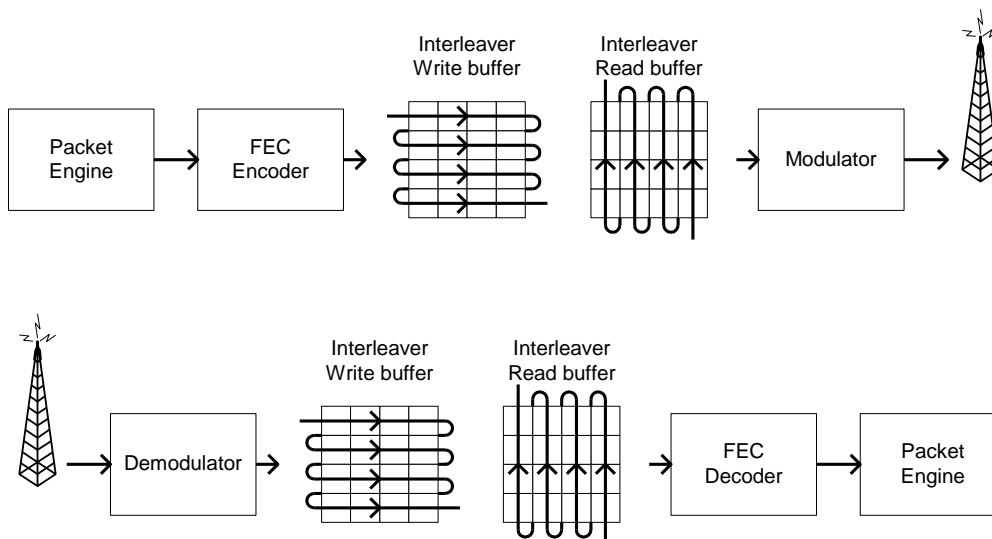 Interleaver
Write buffer
Interleaver
Read buffer
Packet
Engine
FEC
Encoder
Modulator
Interleaver
Write buffer
Interleaver
Read buffer
Demodulator
FEC
Decoder
Packet
Engine